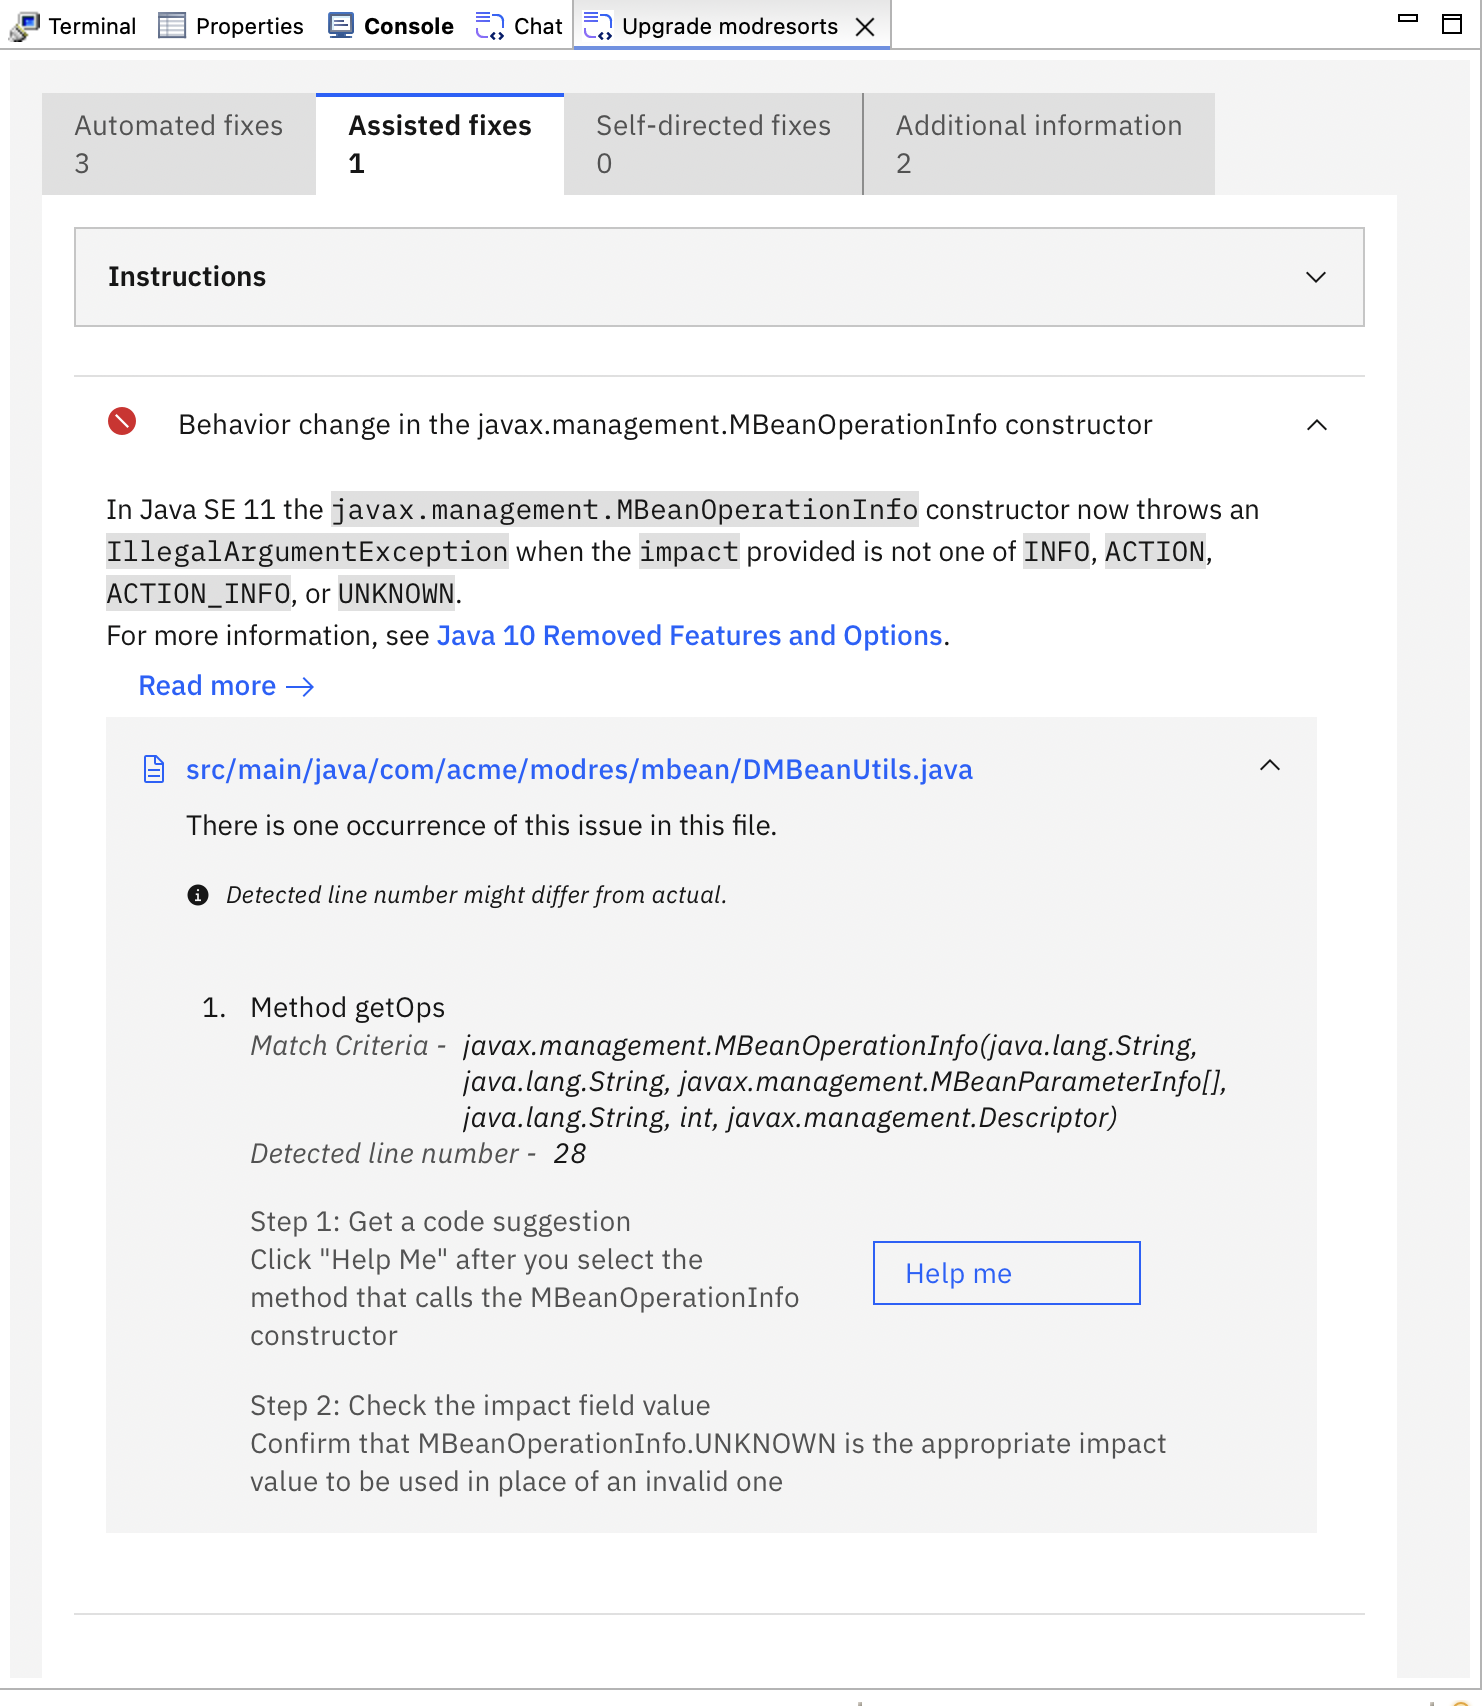 Terminal Properties Console Chat Upgrade modresorts
Automated fixes Assisted fixes Self-directed fixes Additional information
3 1 0 2
Instructions
Behavior change in the javax.management.MBeanOperationInfo constructor
In Java SE 11 the javax.management.MBeanOperationInfo constructor now throws an
IllegalArgumentException when the impact provided is not one of INFO, ACTION,
ACTION_INFO, or UNKNOWN.
For more information, see Java 10 Removed Features and Options.
Read more →
src/main/java/com/acme/modres/mbean/DMBeanUtils.java
There is one occurrence of this issue in this file.
Detected line number might differ from actual.
1. Method getOps
Match Criteria - javax.management.MBeanOperationInfo(java.lang.String,
java.lang.String, javax.management.MBeanParameterInfo[],
java.lang.String, int, javax.management.Descriptor)
Detected line number - 28
Step 1: Get a code suggestion
Click "Help Me" after you select the
method that calls the MBeanOperationInfo
constructor
Help me
Step 2: Check the impact field value
Confirm that MBeanOperationInfo.UNKNOWN is the appropriate impact
value to be used in place of an invalid one